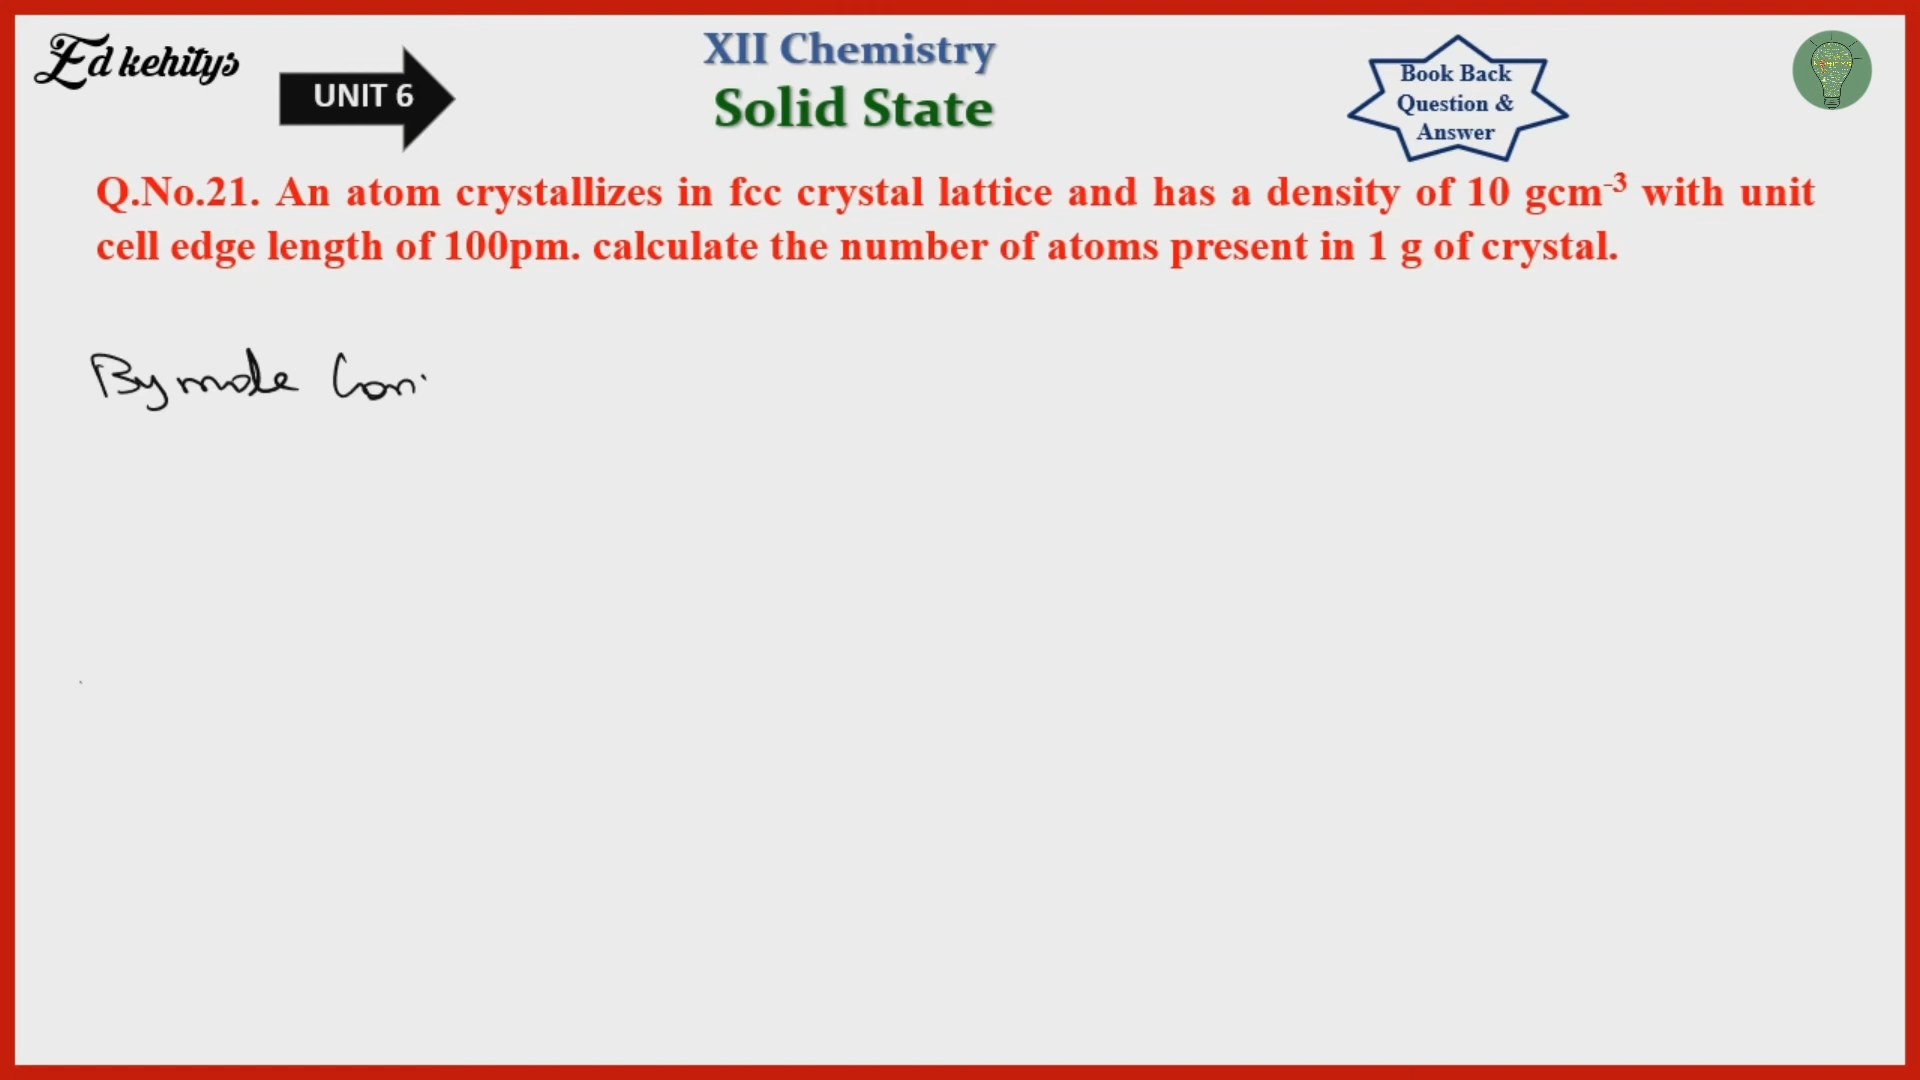 Ed kehitys
UNIT 6
XII Chemistry
Solid State
Book Back
Question &
Answer
Q.No.21. An atom crystallizes in fcc crystal lattice and has a density of 10 gcm⁻³ with unit
cell edge length of 100pm. calculate the number of atoms present in 1 g of crystal.
By mole Con